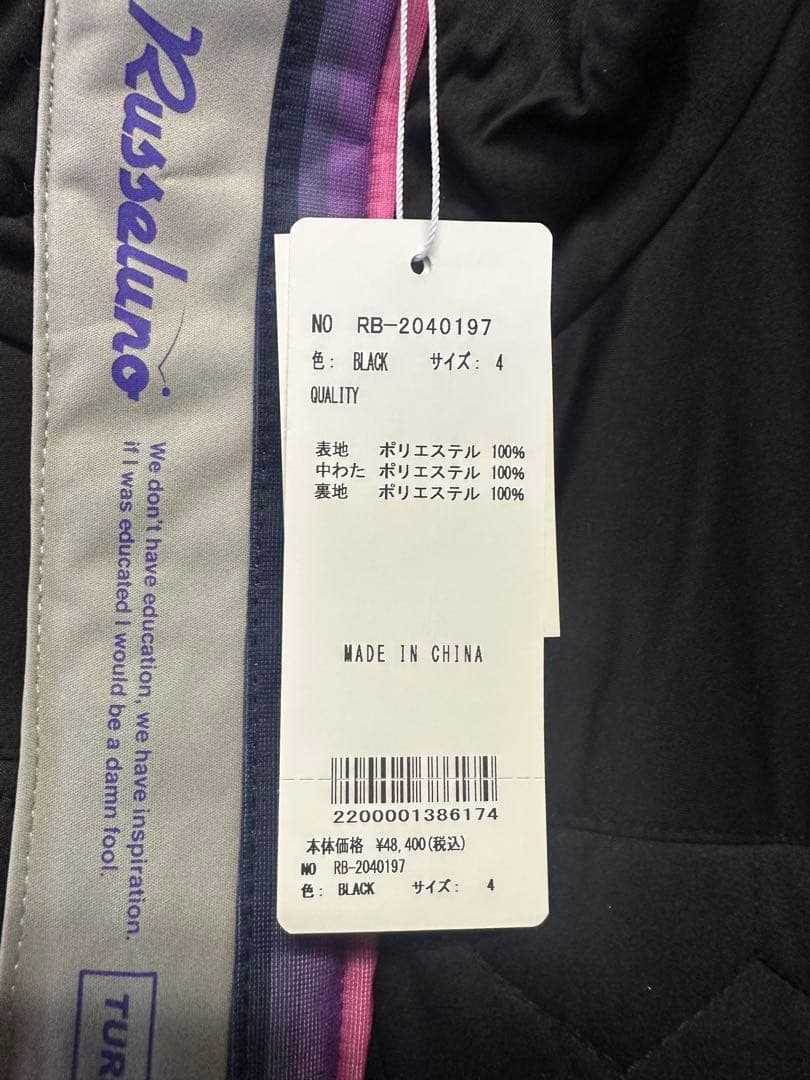 Russeluno
We don't have education, we have inspiration.
if I was educated I would be a damn fool.
TUR
NO RB-2040197
色： BLACK サイズ： 4
QUALITY
表地 ポリエステル 100%
中わた ポリエステル 100%
裏地 ポリエステル 100%
MADE IN CHINA
2200001386174
本体価格 ¥48,400(税込)
NO RB-2040197
色： BLACK サイズ： 4